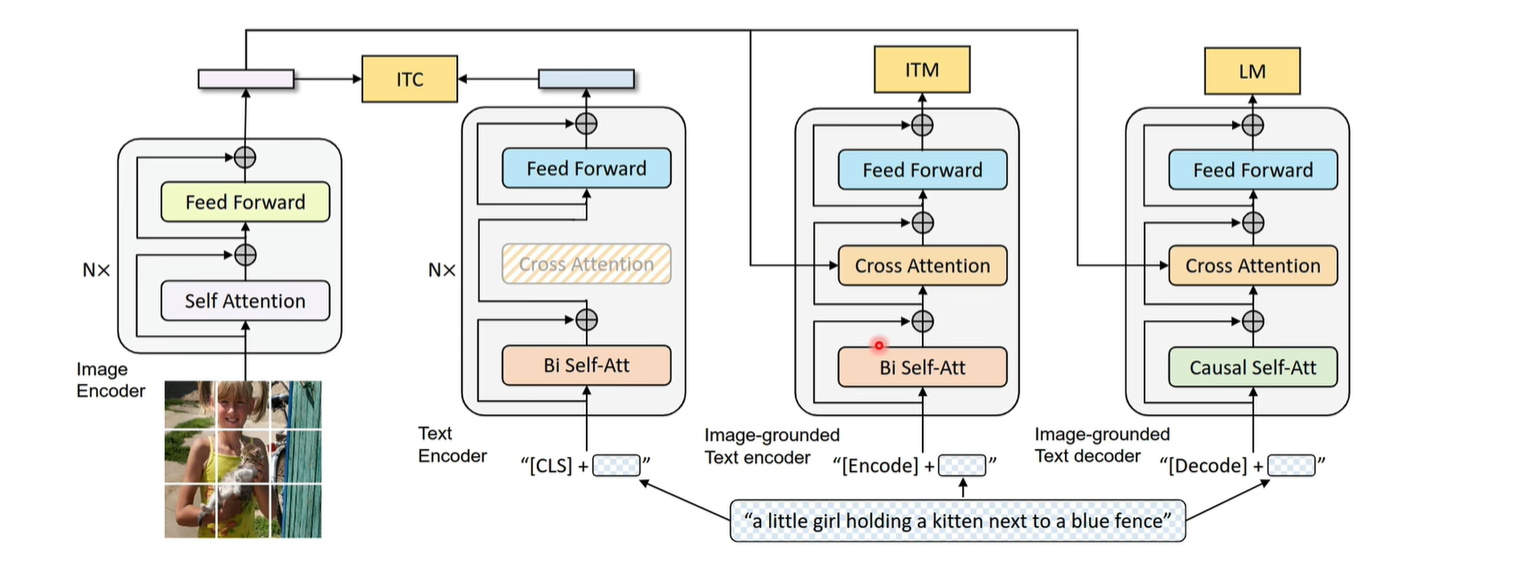 ITC
ITM
LM
Feed Forward
Self Attention
N×
Image
Encoder
Feed Forward
Cross Attention
Bi Self-Att
N×
Text
Encoder
"[CLS] + "
Feed Forward
Cross Attention
Bi Self-Att
Image-grounded
Text encoder
"[Encode] + "
Feed Forward
Cross Attention
Causal Self-Att
Image-grounded
Text decoder
"[Decode] + "
"a little girl holding a kitten next to a blue fence"